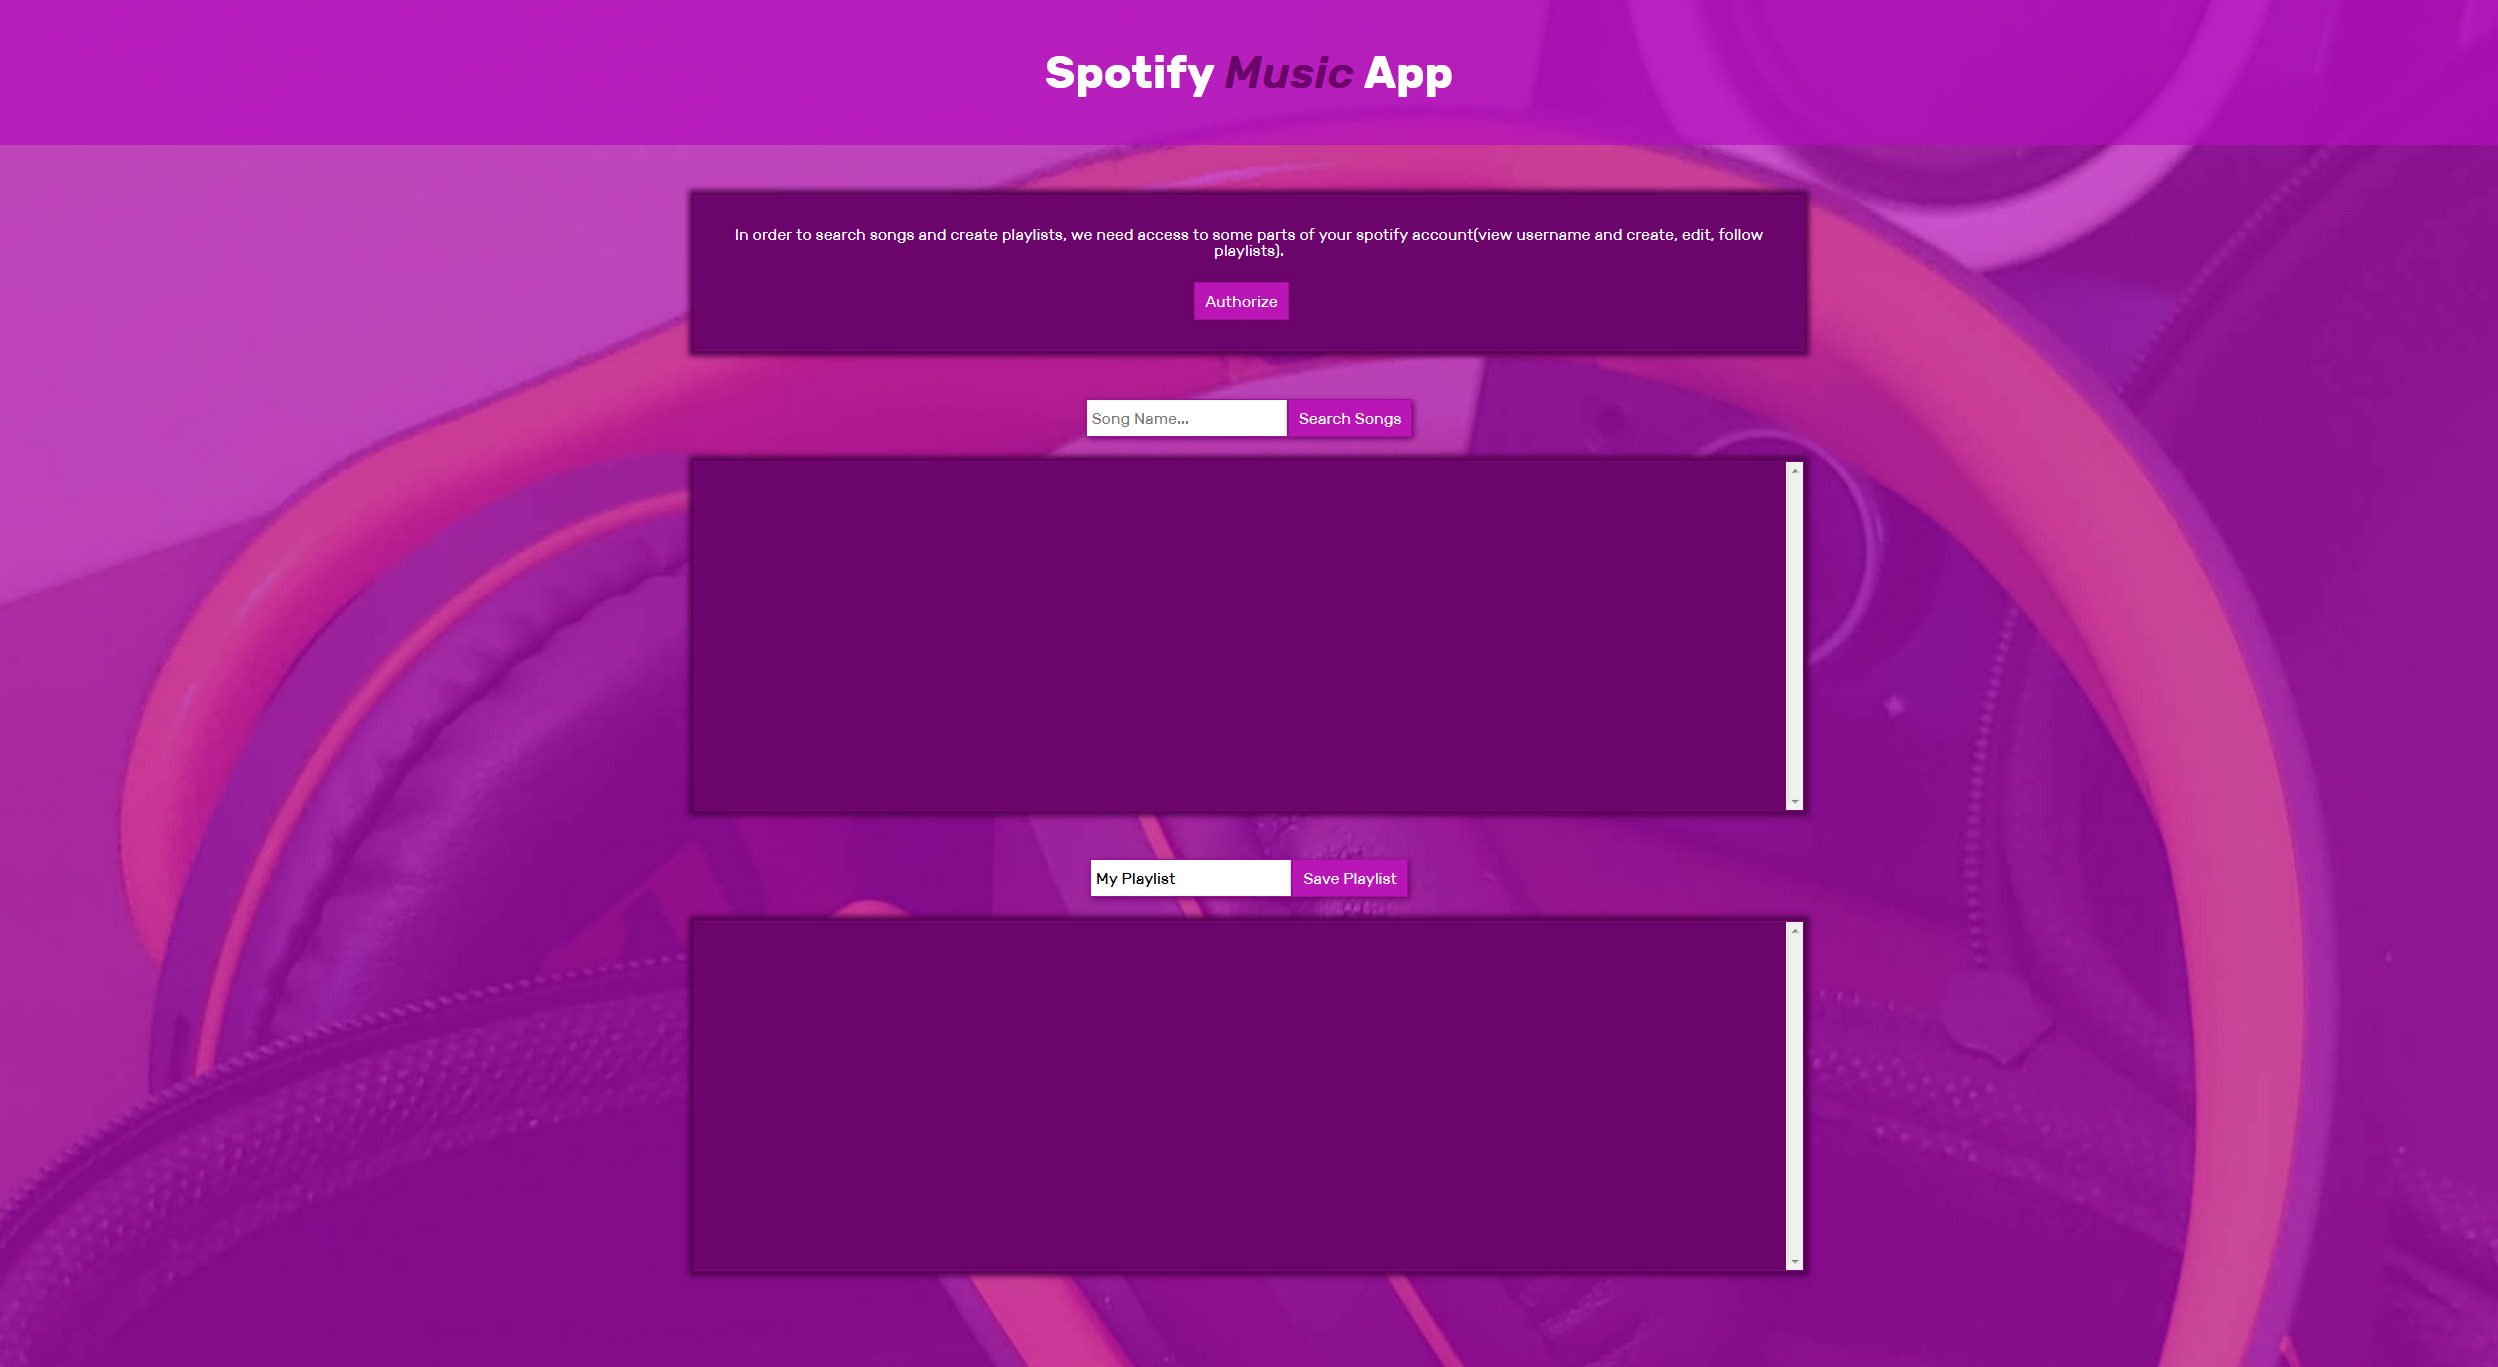 Spotify Music App
In order to search songs and create playlists, we need access to some parts of your spotify account(view username and create, edit, follow
playlists).
Authorize
Song Name...
Search Songs
My Playlist
Save Playlist